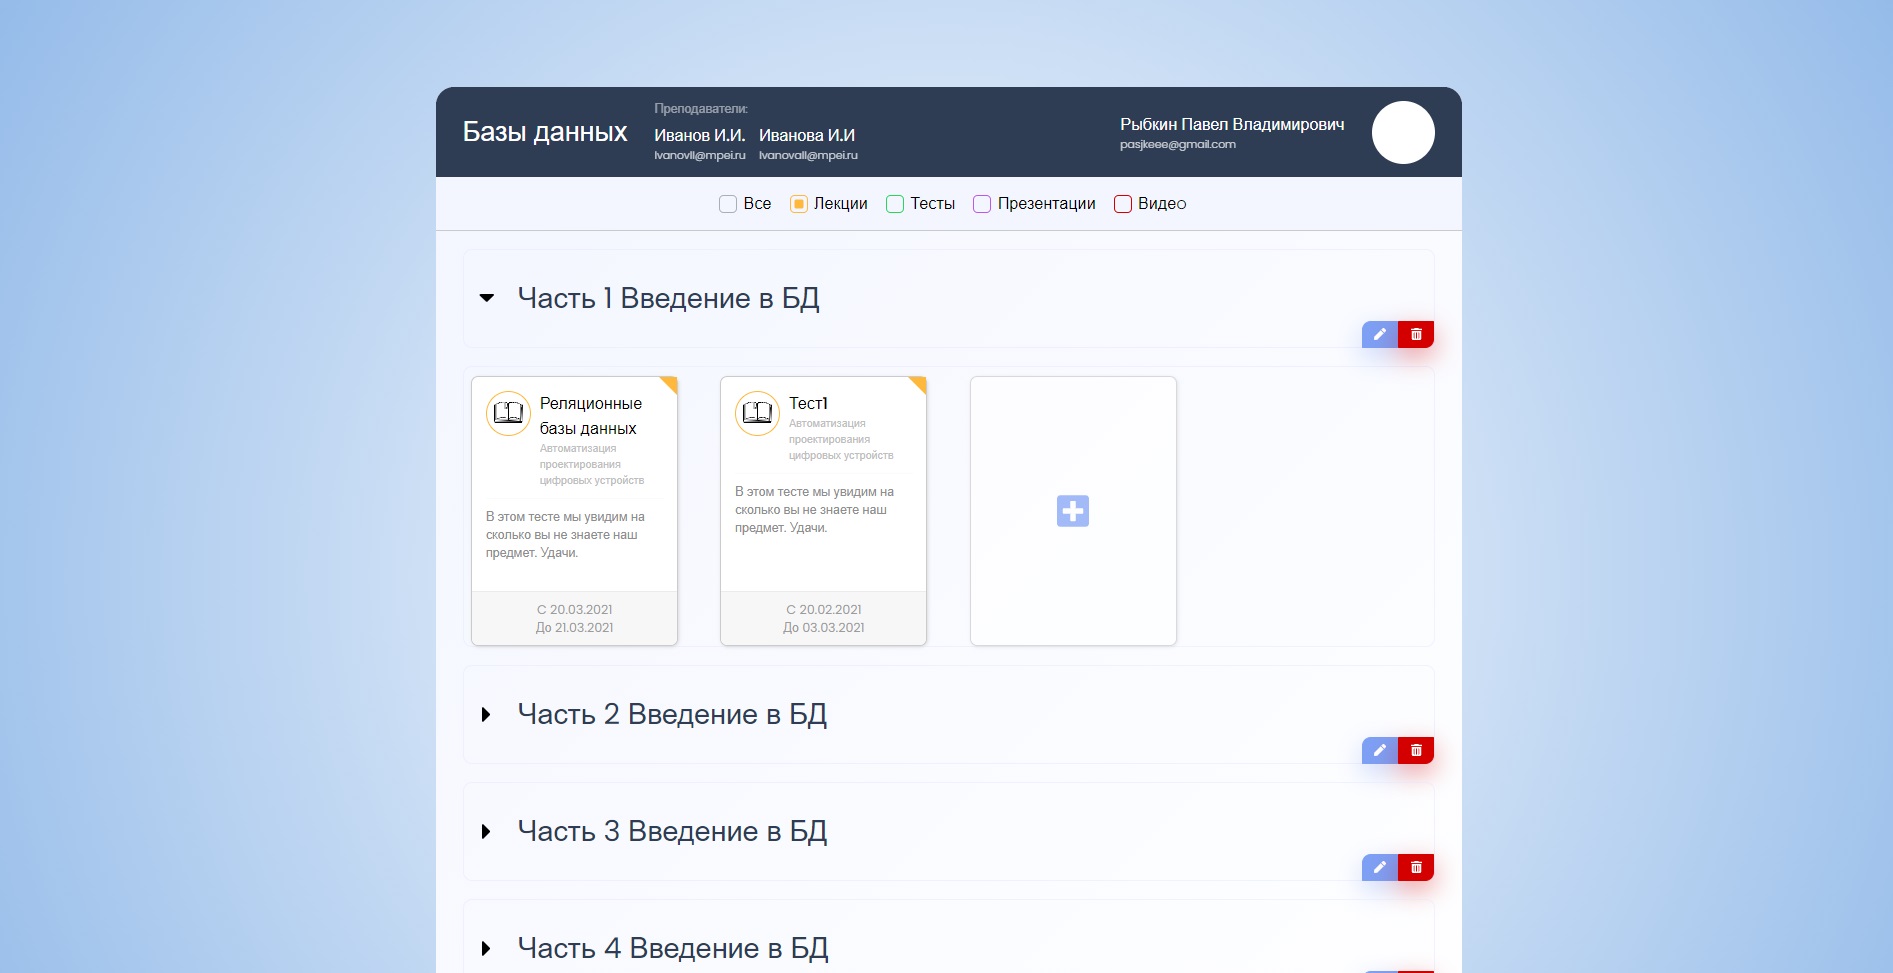 Базы данных
Преподаватели:
Иванов И.И. Иванова И.И
IvanovII@mpei.ru IvanovaII@mpei.ru
Рыбкин Павел Владимирович
pasjkeee@gmail.com
Все Лекции Тесты Презентации Видео
Часть 1 Введение в БД
Реляционные
базы данных
Автоматизация
проектирования
цифровых устройств
В этом тесте мы увидим на
сколько вы не знаете наш
предмет. Удачи.
С 20.03.2021
До 21.03.2021
Тест1
Автоматизация
проектирования
цифровых устройств
В этом тесте мы увидим на
сколько вы не знаете наш
предмет. Удачи.
С 20.02.2021
До 03.03.2021
Часть 2 Введение в БД
Часть 3 Введение в БД
Часть 4 Введение в БД